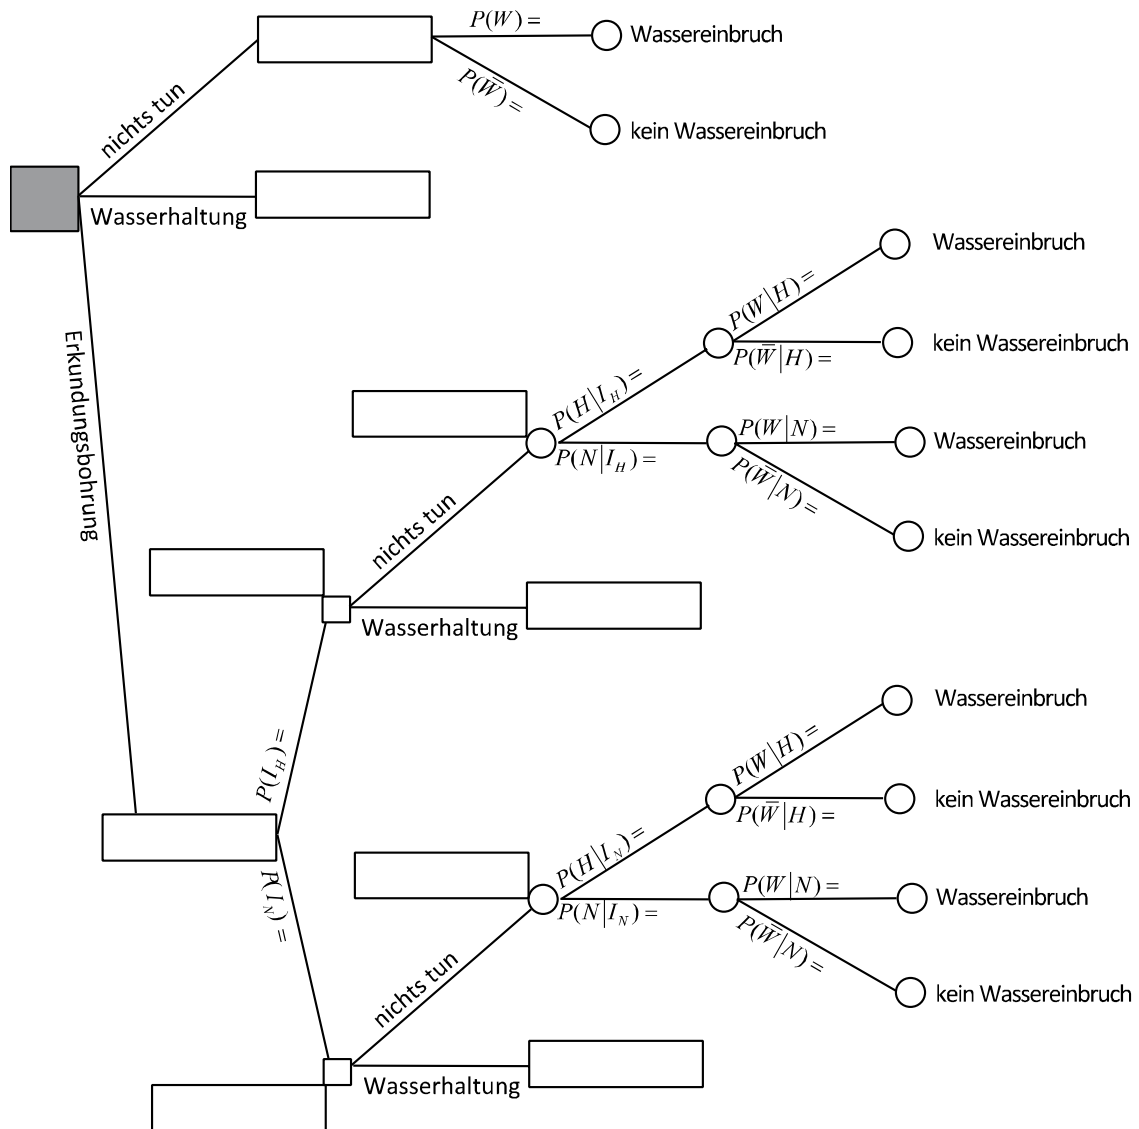 P(W) =
Wassereinbruch
nichts tun
P(W̅) =
kein Wassereinbruch
Wasserhaltung
Erkundungsbohrung
Wassereinbruch
P(W|H) =
P(W̅|H) =
kein Wassereinbruch
P(H|I_H) =
P(N|I_H) =
P(W|N) =
Wassereinbruch
P(W̅|N) =
kein Wassereinbruch
nichts tun
Wasserhaltung
P(I_H) =
P(I_N) =
Wassereinbruch
P(W|H) =
P(W̅|H) =
kein Wassereinbruch
P(H|I_N) =
P(N|I_N) =
P(W|N) =
Wassereinbruch
P(W̅|N) =
kein Wassereinbruch
nichts tun
Wasserhaltung